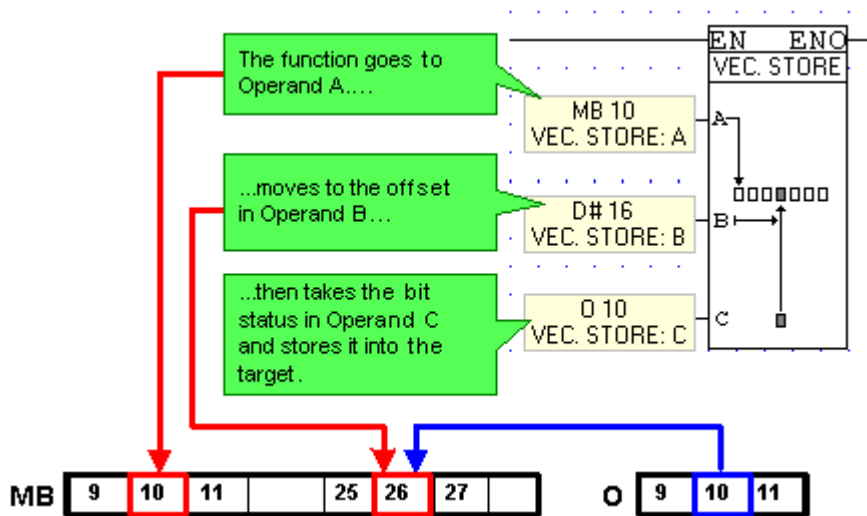 The function goes to
Operand A....
...moves to the offset
in Operand B...
...then takes the bit
status in Operand C
and stores it into the
target.
EN ENO
VEC. STORE
MB 10
VEC. STORE: A
A
D# 16
VEC. STORE: B
B
O 10
VEC. STORE: C
C
MB 9 10 11 25 26 27
O 9 10 11